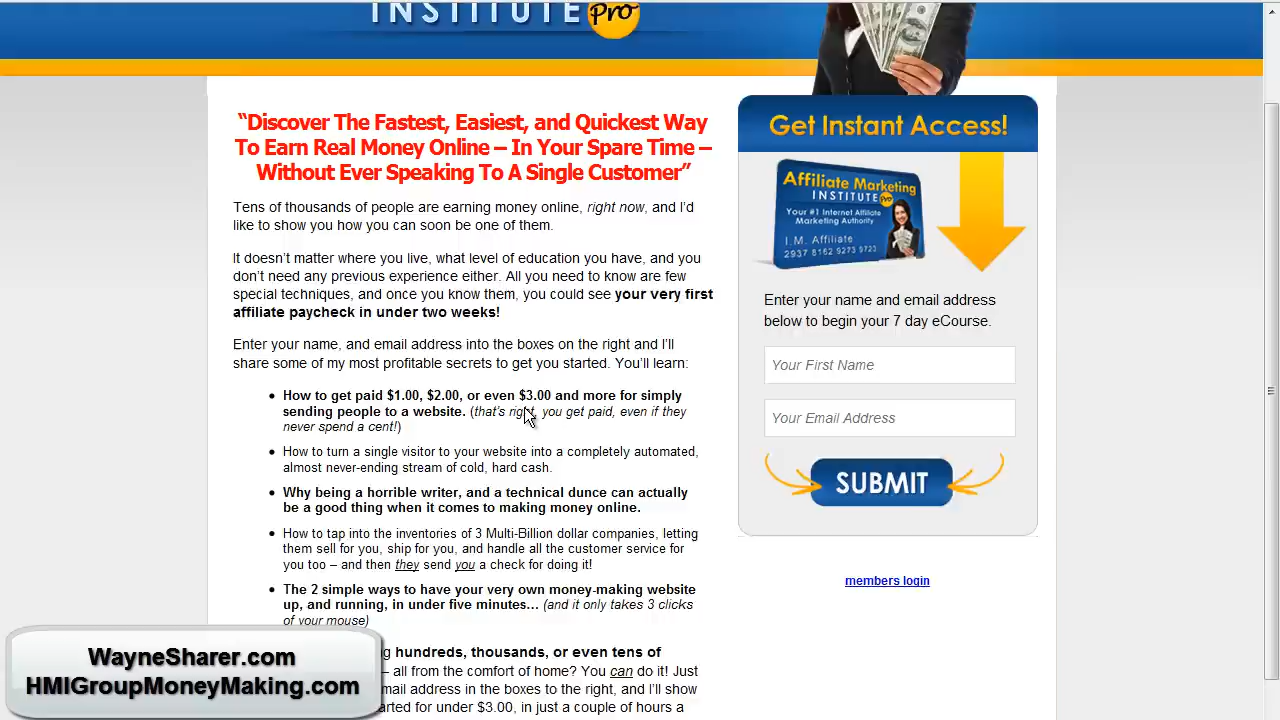 INSTITUTE Pro
“Discover The Fastest, Easiest, and Quickest Way
To Earn Real Money Online – In Your Spare Time –
Without Ever Speaking To A Single Customer”
Tens of thousands of people are earning money online, right now, and I’d
like to show you how you can soon be one of them.
It doesn’t matter where you live, what level of education you have, and you
don’t need any previous experience either. All you need to know are few
special techniques, and once you know them, you could see your very first
affiliate paycheck in under two weeks!
Enter your name, and email address into the boxes on the right and I’ll
share some of my most profitable secrets to get you started. You’ll learn:
• How to get paid $1.00, $2.00, or even $3.00 and more for simply
sending people to a website. (that’s right, you get paid, even if they
never spend a cent!)
• How to turn a single visitor to your website into a completely automated,
almost never-ending stream of cold, hard cash.
• Why being a horrible writer, and a technical dunce can actually
be a good thing when it comes to making money online.
• How to tap into the inventories of 3 Multi-Billion dollar companies, letting
them sell for you, ship for you, and handle all the customer service for
you too – and then they send you a check for doing it!
• The 2 simple ways to have your very own money-making website
up, and running, in under five minutes… (and it only takes 3 clicks
of your mouse)
hundreds, thousands, or even tens of
– all from the comfort of home? You can do it! Just
address in the boxes to the right, and I’ll show
for under $3.00, in just a couple of hours a
Get Instant Access!
Affiliate Marketing
INSTITUTE Pro
Your #1 Internet Affiliate
Marketing Authority
I.M. Affiliate
2937 8162 9273 9723
Enter your name and email address
below to begin your 7 day eCourse.
Your First Name
Your Email Address
SUBMIT
members login
WayneSharer.com
HMIGroupMoneyMaking.com